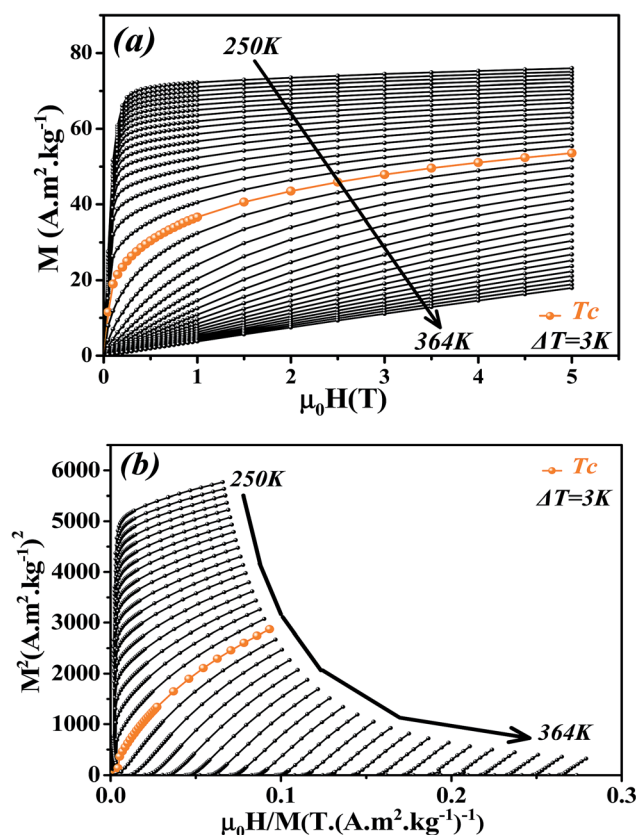 (a)
250K
80
60
40
20
0
M (A.m².kg⁻¹)
Tc
364K
ΔT=3K
0 1 2 3 4 5
μ₀H(T)
(b)
250K
Tc
ΔT=3K
6000
5000
4000
3000
2000
1000
0
M²(A.m².kg⁻¹)²
364K
0.1 0.2 0.3
μ₀H/M(T.(A.m².kg⁻¹)⁻¹)